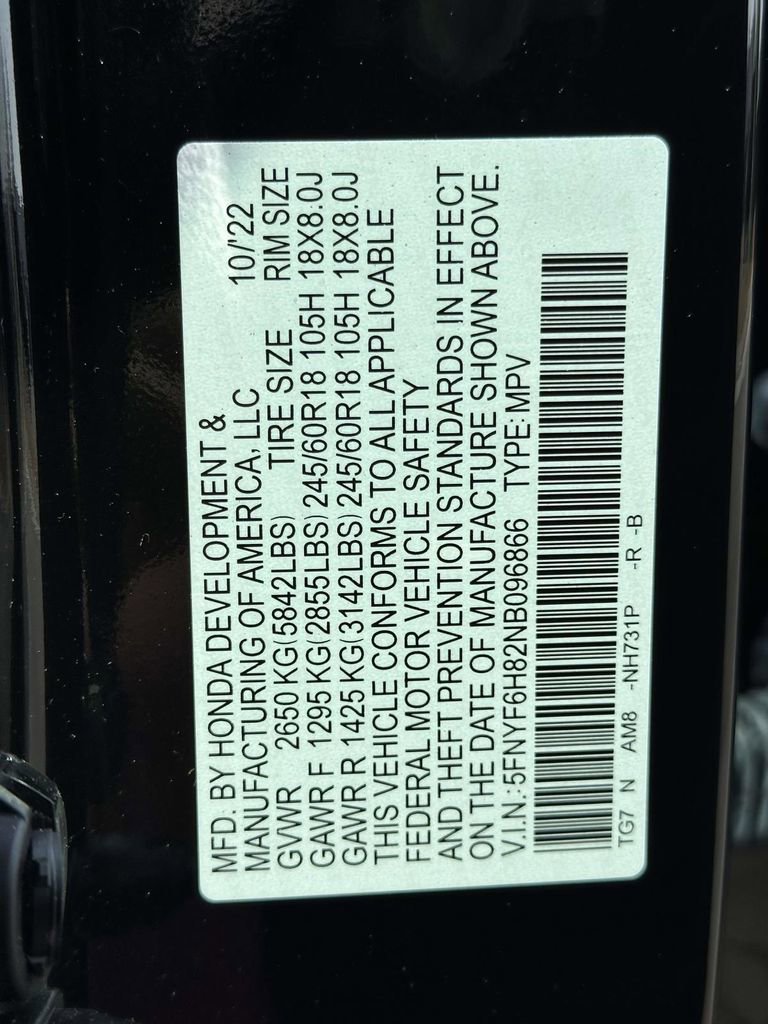 MFD. BY HONDA DEVELOPMENT &
MANUFACTURING OF AMERICA, LLC 10/'22
GVWR 2650 KG(5842LBS) TIRE SIZE RIM SIZE
GAWR F 1295 KG(2855LBS) 245/60R18 105H 18X8.0J
GAWR R 1425 KG(3142LBS) 245/60R18 105H 18X8.0J
THIS VEHICLE CONFORMS TO ALL APPLICABLE
FEDERAL MOTOR VEHICLE SAFETY
AND THEFT PREVENTION STANDARDS IN EFFECT
ON THE DATE OF MANUFACTURE SHOWN ABOVE.
V.I.N.:5FNYF6H82NB096866 TYPE:MPV
TG7 N AM8 -NH731P -R -B